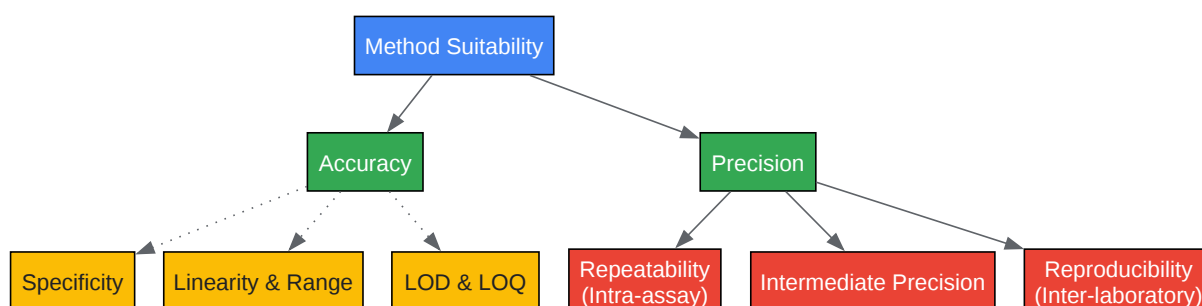 Method Suitability
Accuracy
Precision
Specificity
Linearity & Range
LOD & LOQ
Repeatability
(Intra-assay)
Intermediate Precision
Reproducibility
(Inter-laboratory)